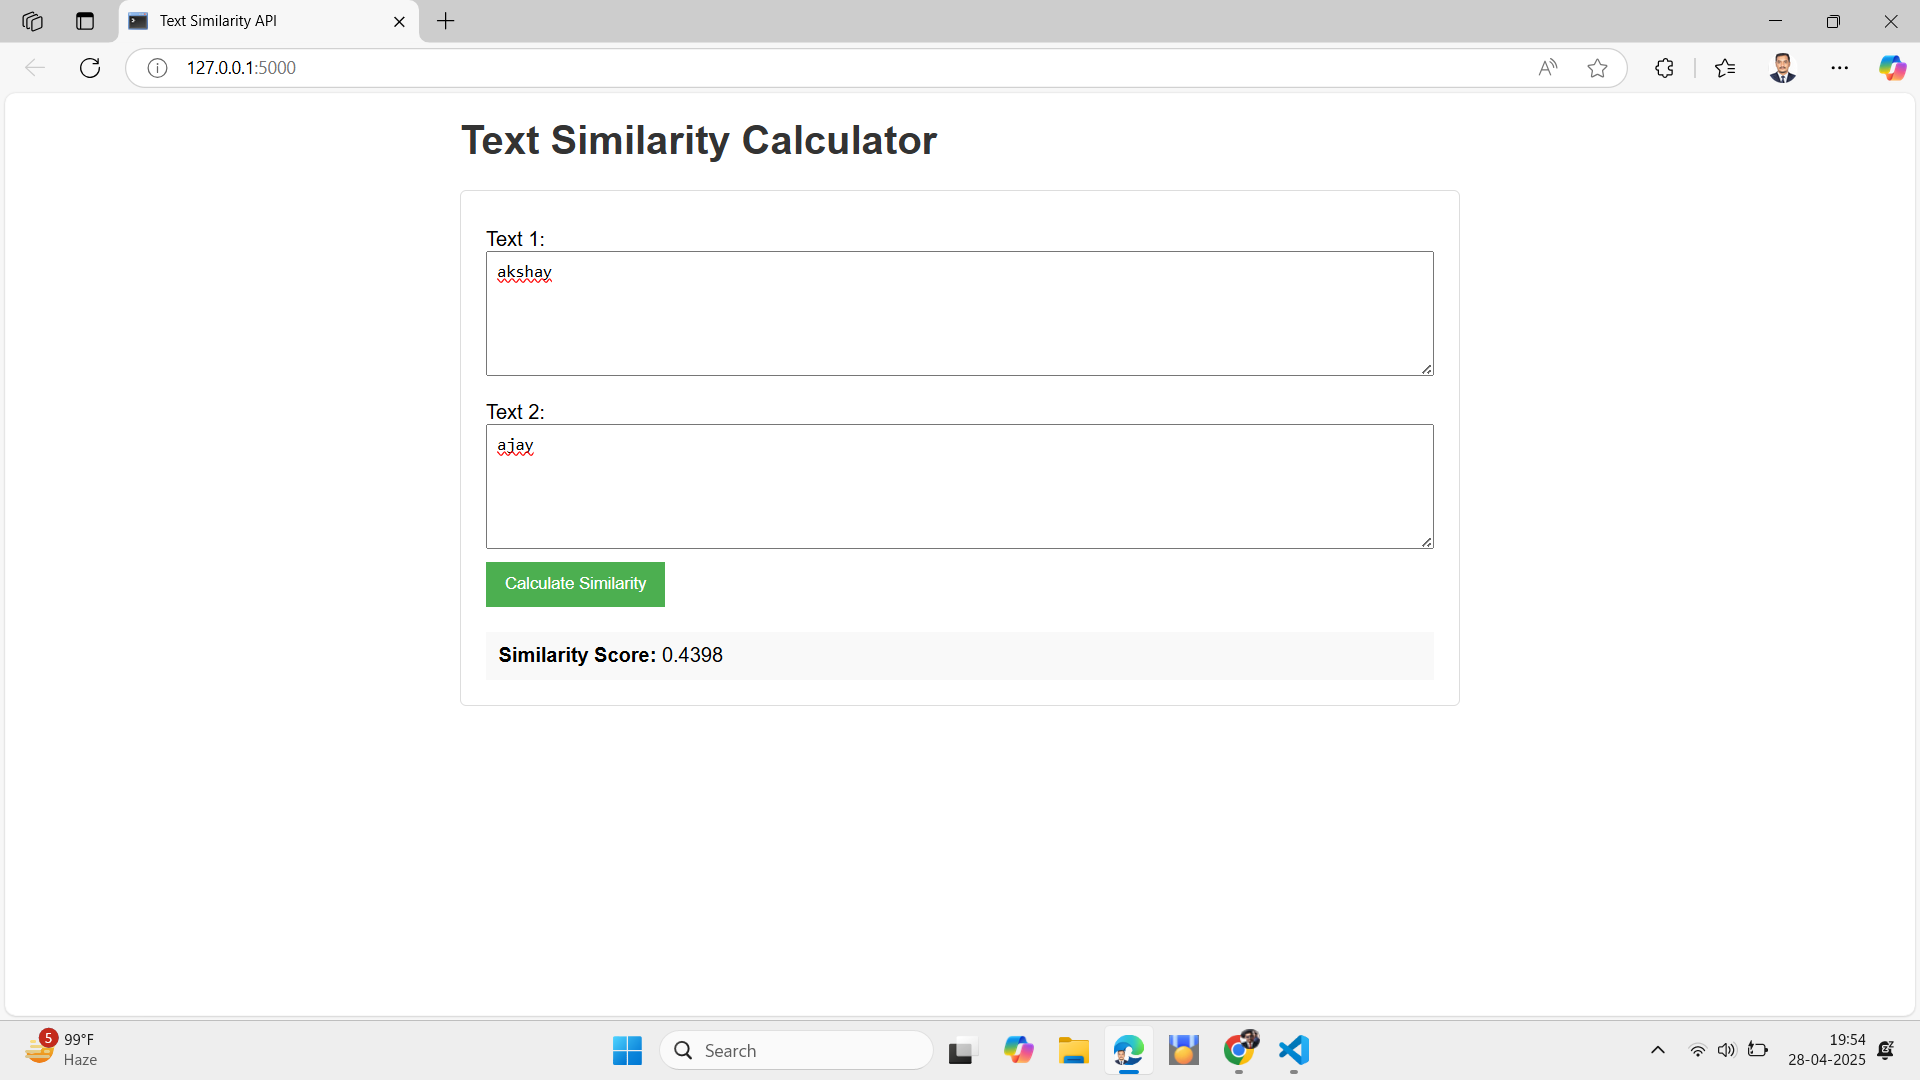 Text Similarity API
127.0.0.1:5000
Text Similarity Calculator
Text 1:
akshay
Text 2:
ajay
Calculate Similarity
Similarity Score: 0.4398
5
99°F
Haze
Search
19:54
28-04-2025